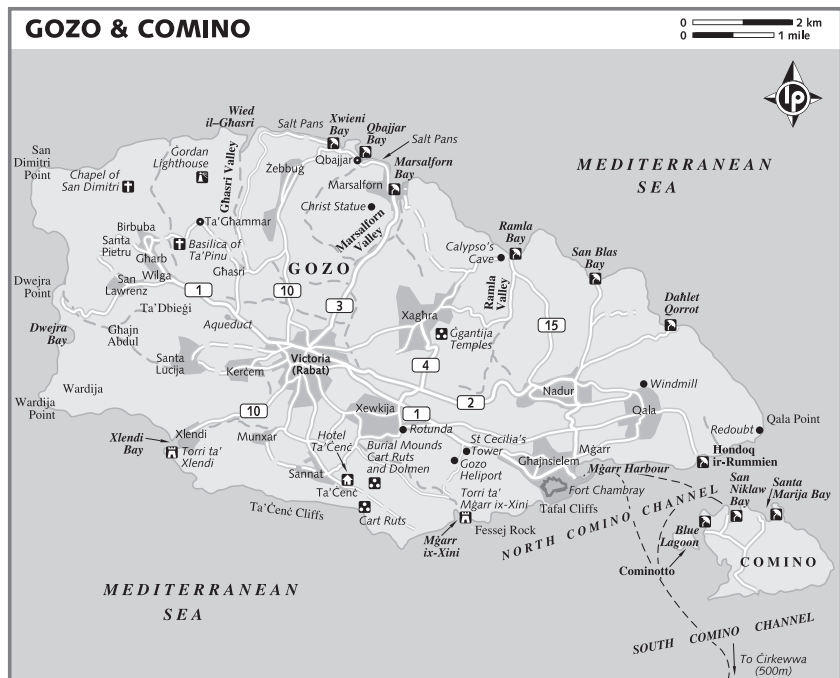 GOZO & COMINO
0 2 km
0 1 mile
lp
Wied
il–Għasri
Salt Pans
Xwieni
Bay
Qbajjar
Bay
Salt Pans
San
Dimitri
Point
Ġordan
Lighthouse
Chapel of
San Dimitri
Għasri Valley
Żebbuġ
Qbajjar
Marsalforn
Marsalforn
Bay
MEDITERRANEAN
SEA
Christ Statue
Marsalforn
Valley
Ta'Għammar
Birbuba
Santa
Pietru
Għarb
Basilica of
Ta'Pinu
Għasri
GOZO
Calypso's
Cave
Ramla
Bay
Ramla
Valley
San Blas
Bay
Daħlet
Qorrot
Dwejra
Point
San
Lawrenz
Wilga
Ta'Dbieġi
1
10
3
15
Aqueduct
Dwejra
Bay
Għajn
Abdul
Xagħra
Ġgantija
Temples
Santa
Luċija
Kerċem
Victoria
(Rabat)
4
2
Nadur
Windmill
Wardija
Wardija
Point
10
Xewkija
1
Rotunda
Qala
Redoubt
Qala Point
Xlendi
Bay
Xlendi
Torri ta'
Xlendi
Munxar
Hotel
Ta'Ċenċ
Burial Mounds
Cart Ruts
and Dolmen
St Cecilia's
Tower
Gozo
Heliport
Għajnsielem
Mġarr
Hondoq
ir-Rummien
Sannat
Ta'Ċenċ
Torri ta'
Mġarr ix-Xini
Mġarr Harbour
Fort Chambray
Tafal Cliffs
San
Niklaw
Bay
Santa
Marija Bay
Ta'Ċenċ Cliffs
Cart Ruts
Mġarr
ix-Xini
Fessej Rock
NORTH COMINO CHANNEL
Blue
Lagoon
Cominotto
COMINO
MEDITERRANEAN
SEA
SOUTH COMINO CHANNEL
To Ċirkewwa
(500m)